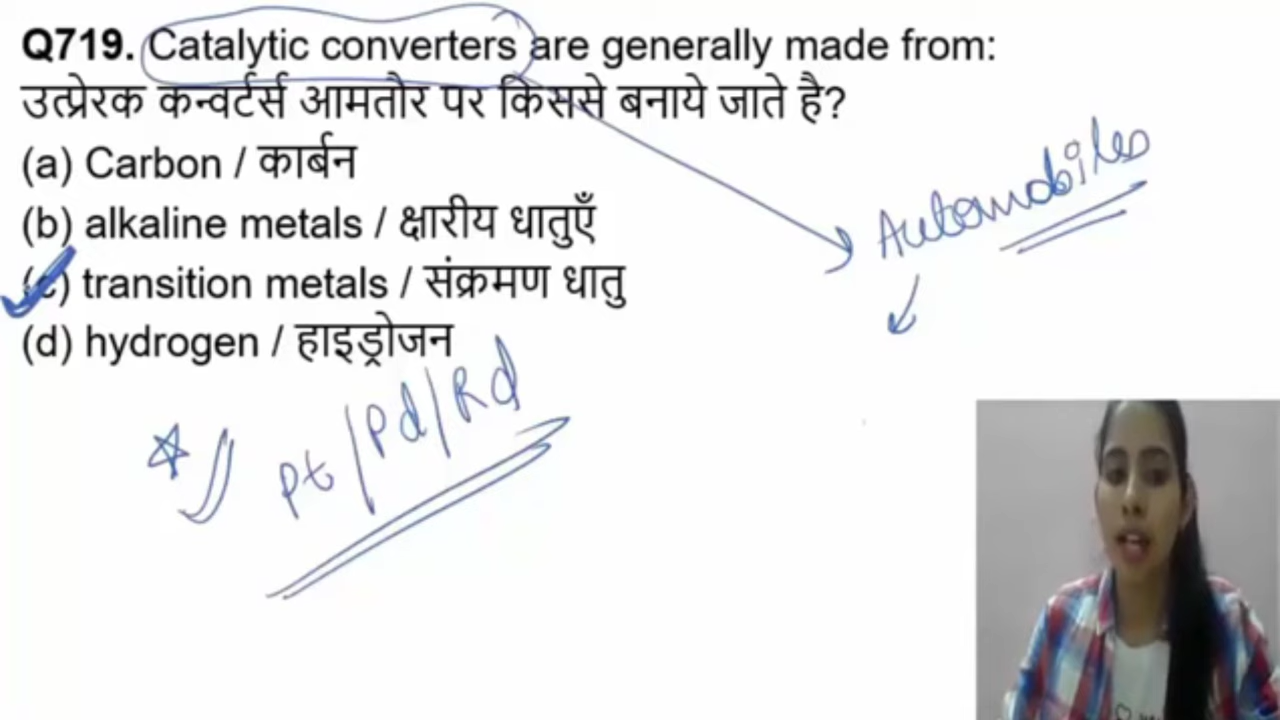 Q719. Catalytic converters are generally made from:
उत्प्रेरक कन्वर्टर्स आमतौर पर किससे बनाये जाते है?
(a) Carbon / कार्बन
(b) alkaline metals / क्षारीय धातुएँ
(c) transition metals / संक्रमण धातु
(d) hydrogen / हाइड्रोजन
Automobiles
Pt/Pd/Rd